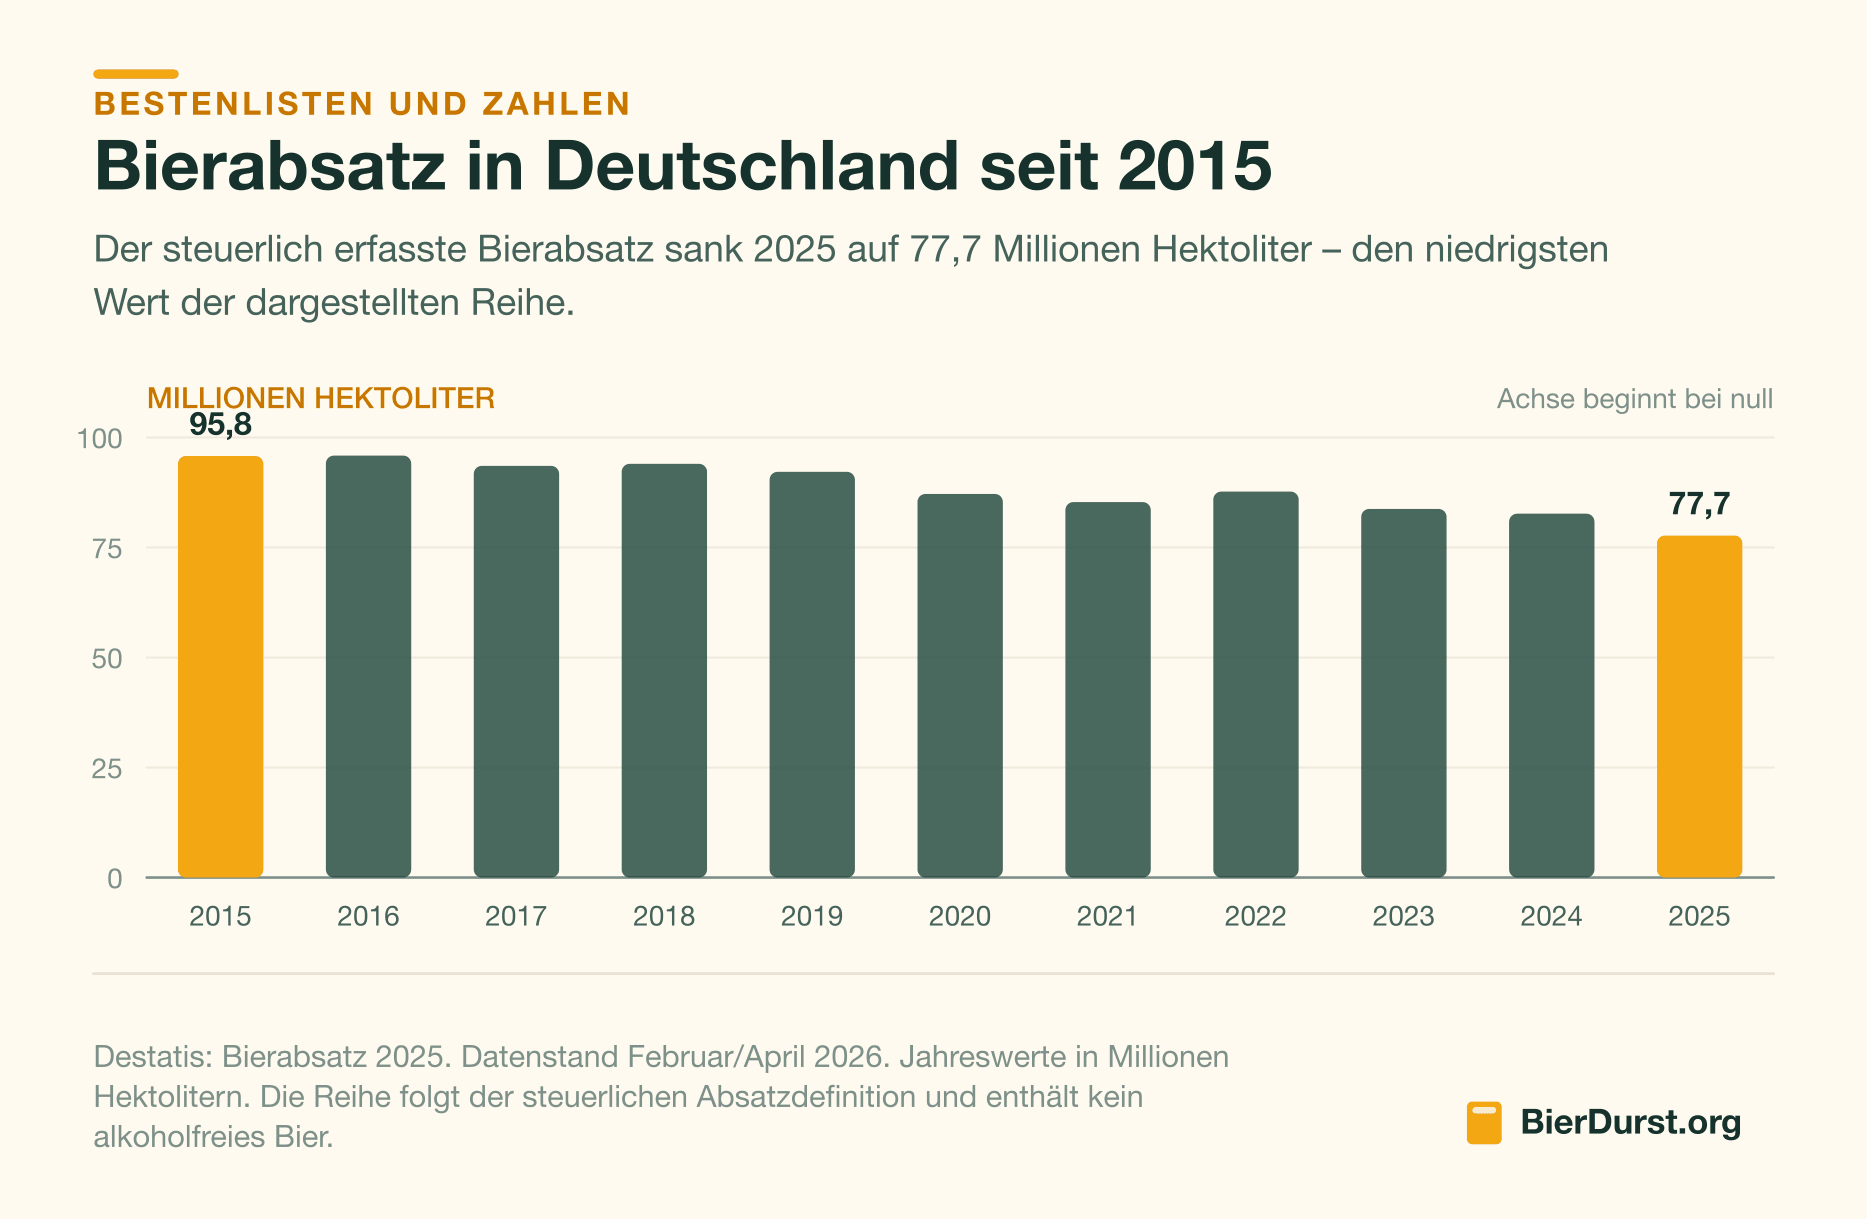 BESTENLISTEN UND ZAHLEN
Bierabsatz in Deutschland seit 2015
Der steuerlich erfasste Bierabsatz sank 2025 auf 77,7 Millionen Hektoliter – den niedrigsten
Wert der dargestellten Reihe.
MILLIONEN HEKTOLITER
Achse beginnt bei null
95,8
100
77,7
75
50
25
0
2015 2016 2017 2018 2019 2020 2021 2022 2023 2024 2025
Destatis: Bierabsatz 2025. Datenstand Februar/April 2026. Jahreswerte in Millionen
Hektolitern. Die Reihe folgt der steuerlichen Absatzdefinition und enthält kein
alkoholfreies Bier.
BierDurst.org